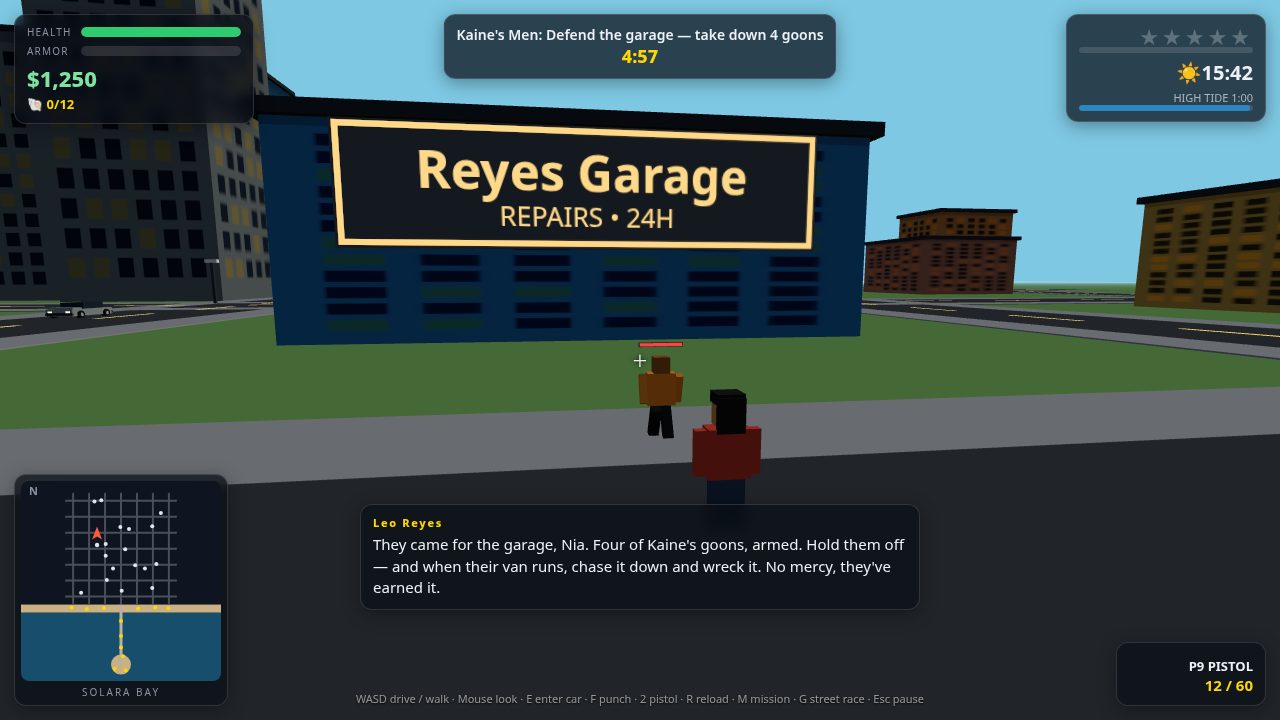 HEALTH
ARMOR
$1,250
0/12
Kaine's Men: Defend the garage — take down 4 goons
4:57
★★★★★
15:42
HIGH TIDE 1:00
Reyes Garage
REPAIRS • 24H
N
SOLARA BAY
Leo Reyes
They came for the garage, Nia. Four of Kaine's goons, armed. Hold them off
— and when their van runs, chase it down and wreck it. No mercy, they've
earned it.
P9 PISTOL
12 / 60
WASD drive / walk · Mouse look · E enter car · F punch · 2 pistol · R reload · M mission · G street race · Esc pause